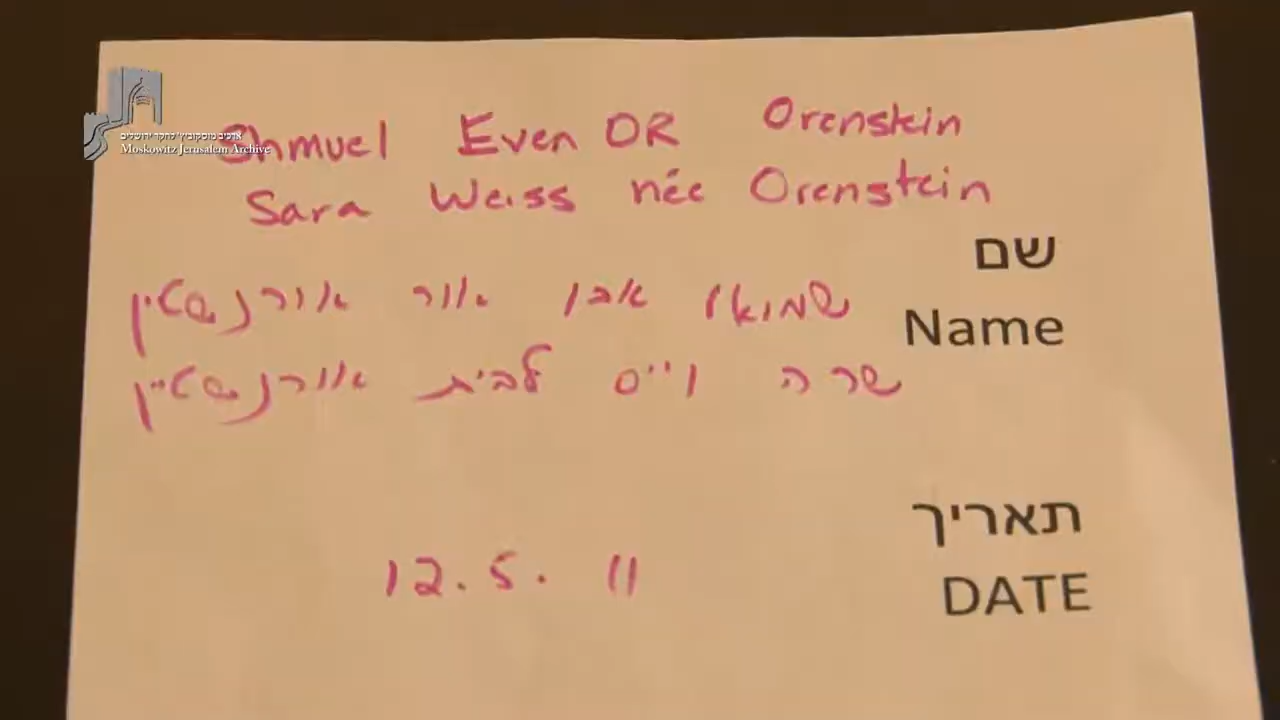 ארכיב מוסקוביץ' לחקר ירושלים
Moskowitz Jerusalem Archive
Shmuel Even OR Orenstein
Sara Weiss née Orenstein
שם
Name
שמואל אבן אור אורנשטין
שרה וייס לבית אורנשטיין
תאריך
DATE
12.5. 11